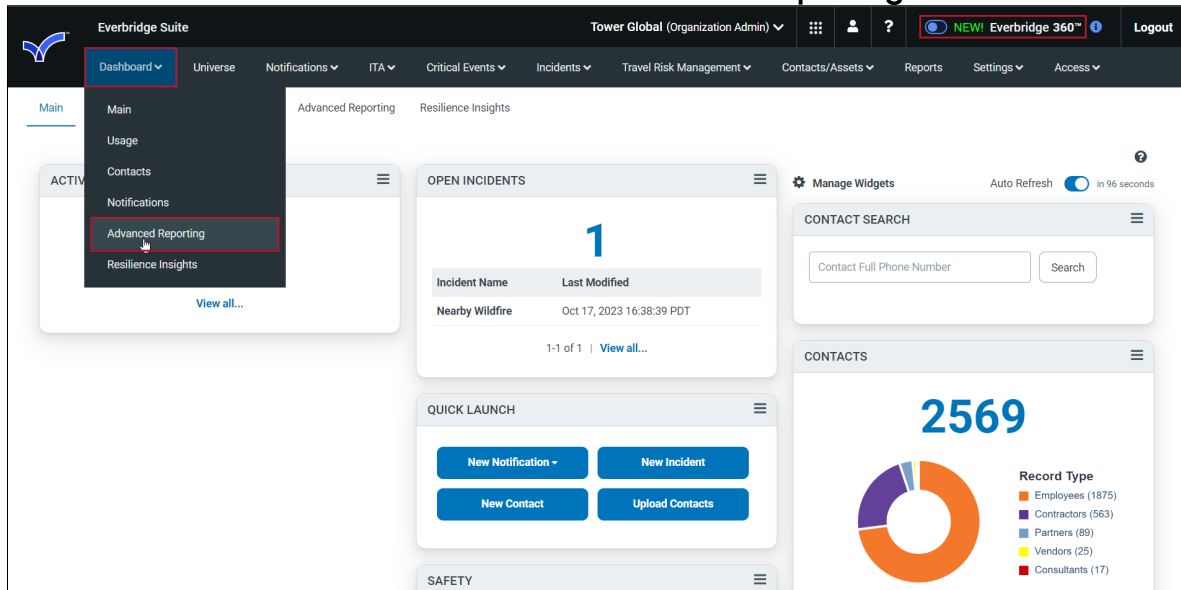 Everbridge Suite
Tower Global (Organization Admin)
?
NEW! Everbridge 360™
Logout
Dashboard
Universe
Notifications
ITA
Critical Events
Incidents
Travel Risk Management
Contacts/Assets
Reports
Settings
Access
Main
Advanced Reporting
Resilience Insights
Main
Usage
Contacts
Notifications
Advanced Reporting
Resilience Insights
ACTIV
View all...
OPEN INCIDENTS
1
Incident Name Last Modified
Nearby Wildfire Oct 17, 2023 16:38:39 PDT
1-1 of 1 | View all...
QUICK LAUNCH
New Notification
New Incident
New Contact
Upload Contacts
SAFETY
Manage Widgets
Auto Refresh in 96 seconds
CONTACT SEARCH
Contact Full Phone Number
Search
CONTACTS
2569
Record Type
Employees (1875)
Contractors (563)
Partners (89)
Vendors (25)
Consultants (17)